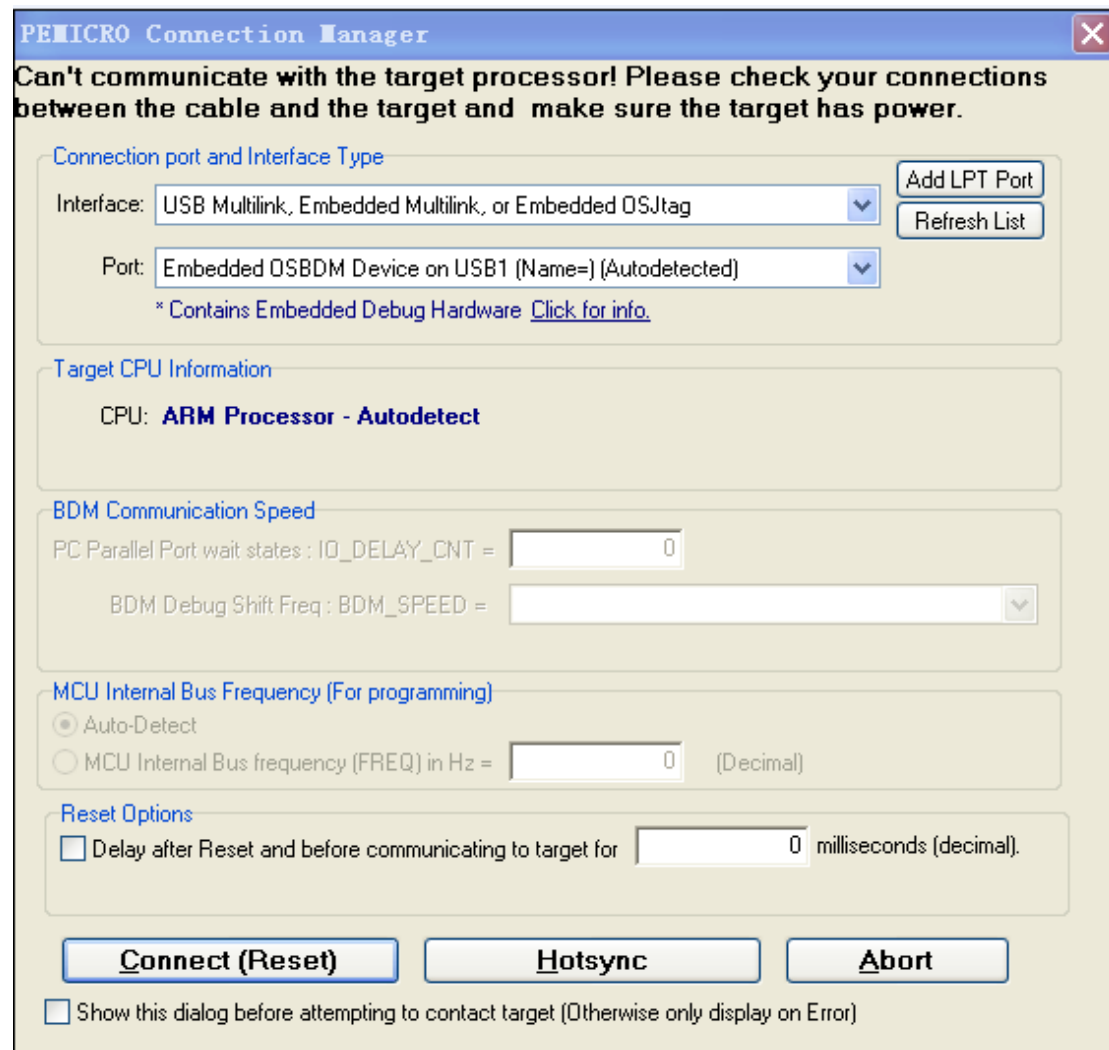 PEMICRO Connection Manager
Can't communicate with the target processor! Please check your connections
between the cable and the target and make sure the target has power.
Connection port and Interface Type
Interface: USB Multilink, Embedded Multilink, or Embedded OSJtag
Add LPT Port
Refresh List
Port: Embedded OSBDM Device on USB1 (Name=) (Autodetected)
* Contains Embedded Debug Hardware Click for info.
Target CPU Information
CPU: ARM Processor - Autodetect
BDM Communication Speed
PC Parallel Port wait states : IO_DELAY_CNT = 0
BDM Debug Shift Freq : BDM_SPEED =
MCU Internal Bus Frequency (For programming)
Auto-Detect
MCU Internal Bus frequency (FREQ) in Hz = 0 (Decimal)
Reset Options
Delay after Reset and before communicating to target for 0 milliseconds (decimal).
Connect (Reset) Hotsync Abort
Show this dialog before attempting to contact target (Otherwise only display on Error)